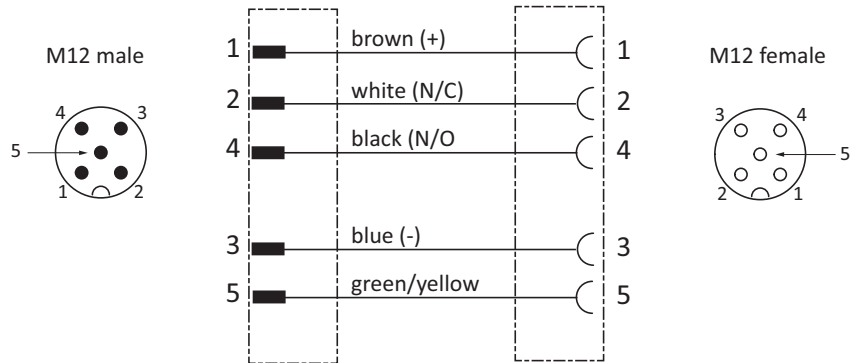 M12 male
4 3
5
1 2
1 brown (+) 1
2 white (N/C) 2
4 black (N/O 4
3 blue (-) 3
5 green/yellow 5
M12 female
3 4
5
2 1